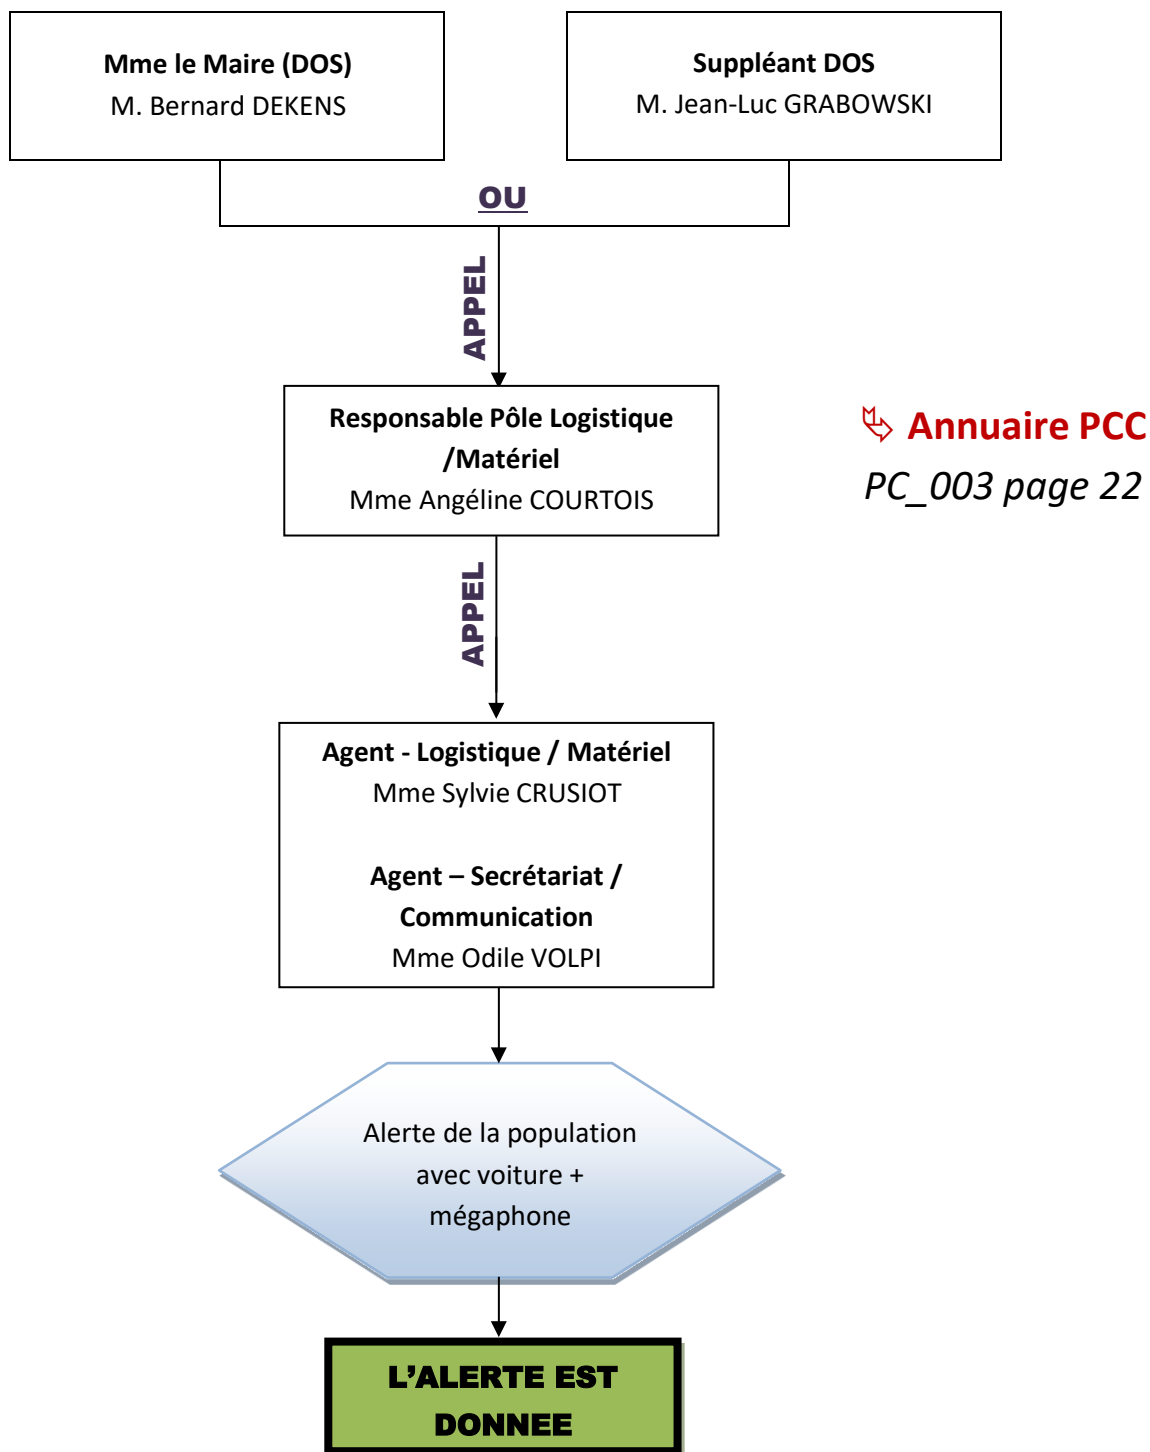 Mme le Maire (DOS)
M. Bernard DEKENS
Suppléant DOS
M. Jean-Luc GRABOWSKI
OU
APPEL
Responsable Pôle Logistique
/Matériel
Mme Angéline COURTOIS
Annuaire PCC
PC_003 page 22
APPEL
Agent - Logistique / Matériel
Mme Sylvie CRUSIOT
Agent – Secrétariat /
Communication
Mme Odile VOLPI
Alerte de la population
avec voiture +
mégaphone
L’ALERTE EST
DONNEE